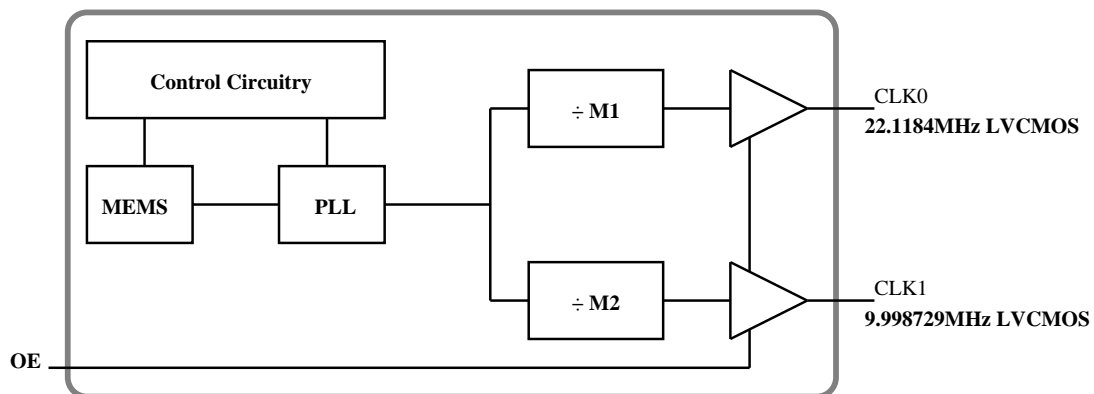 Control Circuitry
MEMS
PLL
÷ M1
÷ M2
CLK0
22.1184MHz LVCMOS
CLK1
9.998729MHz LVCMOS
OE